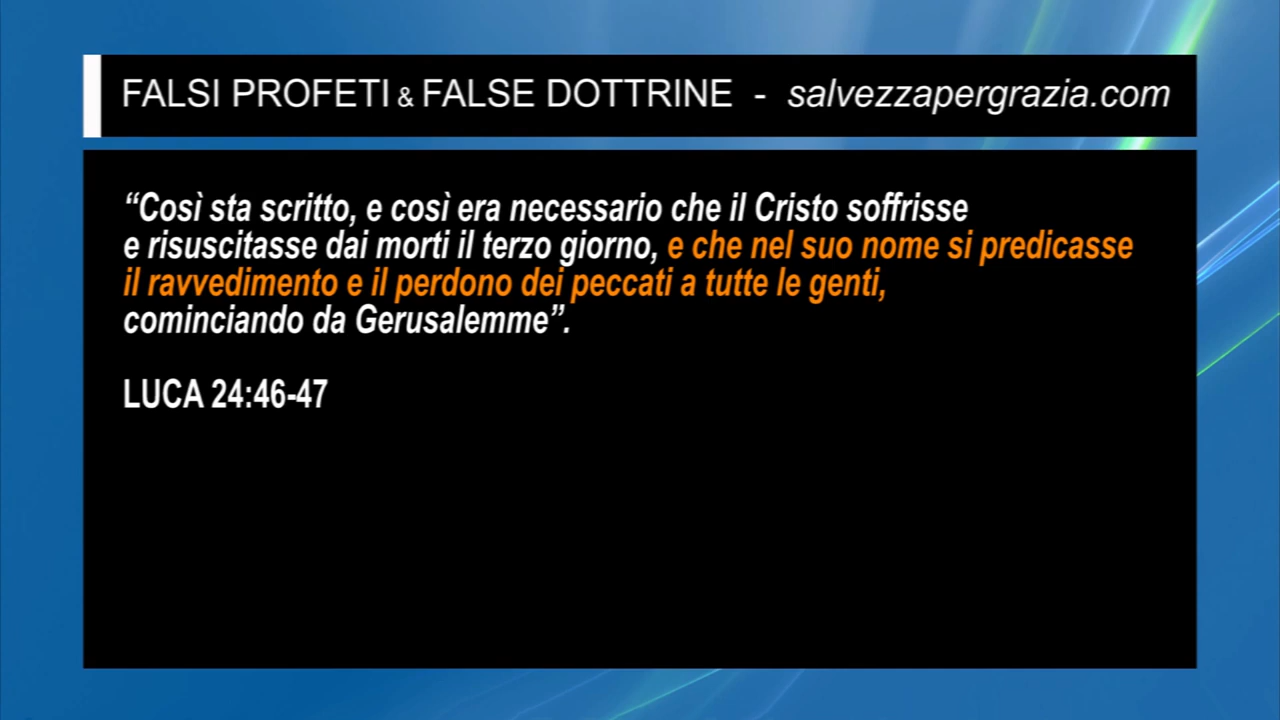 FALSI PROFETI & FALSE DOTTRINE - salvezzapergrazia.com
“Così sta scritto, e così era necessario che il Cristo soffrisse
e risuscitasse dai morti il terzo giorno, e che nel suo nome si predicasse
il ravvedimento e il perdono dei peccati a tutte le genti,
cominciando da Gerusalemme”.
LUCA 24:46-47